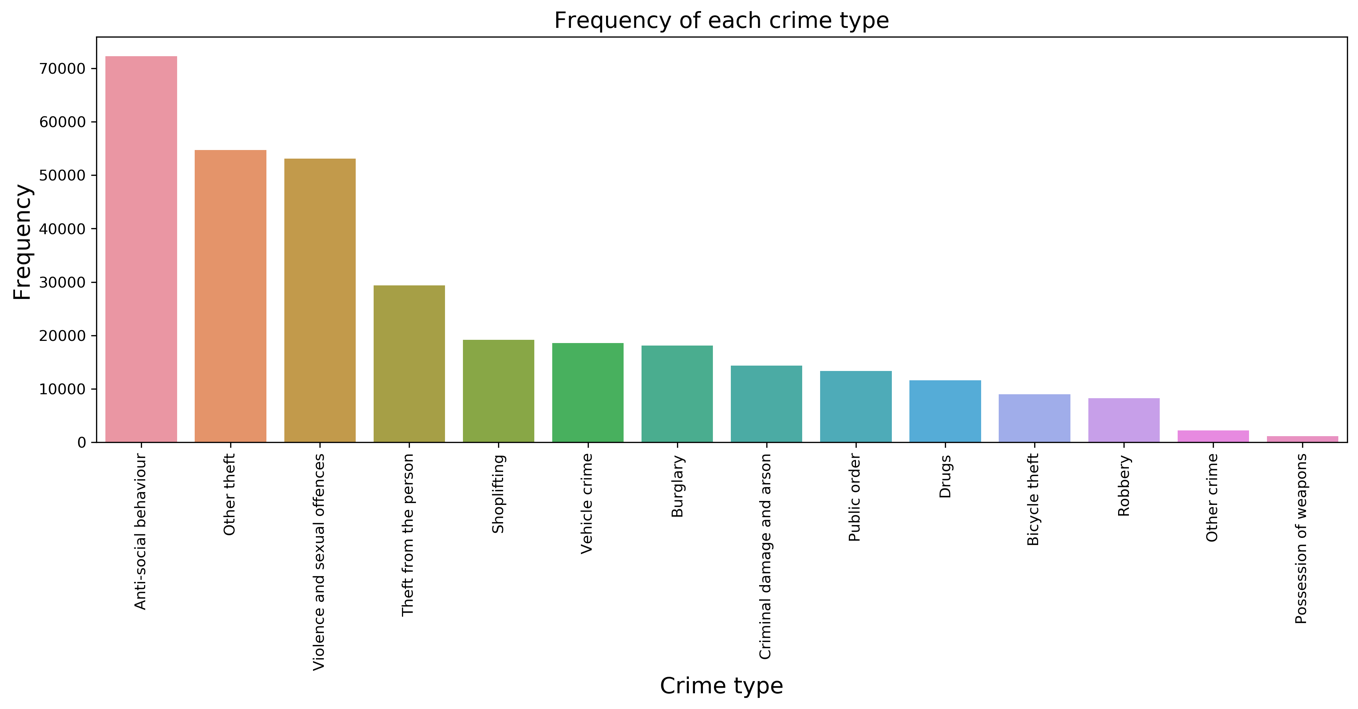 Frequency of each crime type
Frequency
70000
60000
50000
40000
30000
20000
10000
0
Anti-social behaviour
Other theft
Violence and sexual offences
Theft from the person
Shoplifting
Vehicle crime
Burglary
Criminal damage and arson
Public order
Drugs
Bicycle theft
Robbery
Other crime
Possession of weapons
Crime type